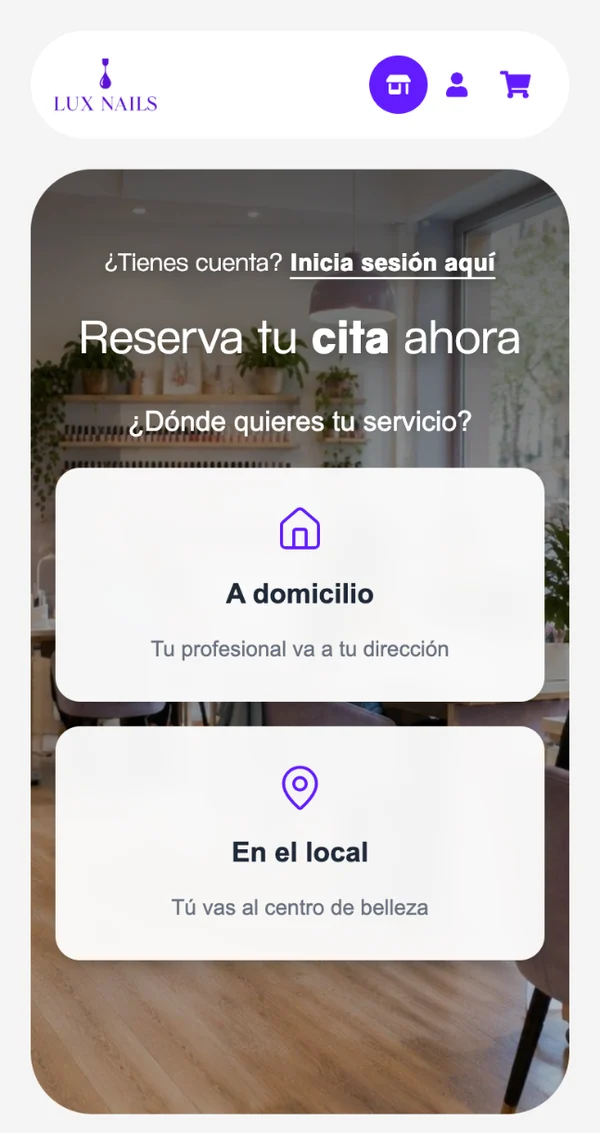 LUX NAILS
¿Tienes cuenta? Inicia sesión aquí
Reserva tu cita ahora
¿Dónde quieres tu servicio?
A domicilio
Tu profesional va a tu dirección
En el local
Tú vas al centro de belleza